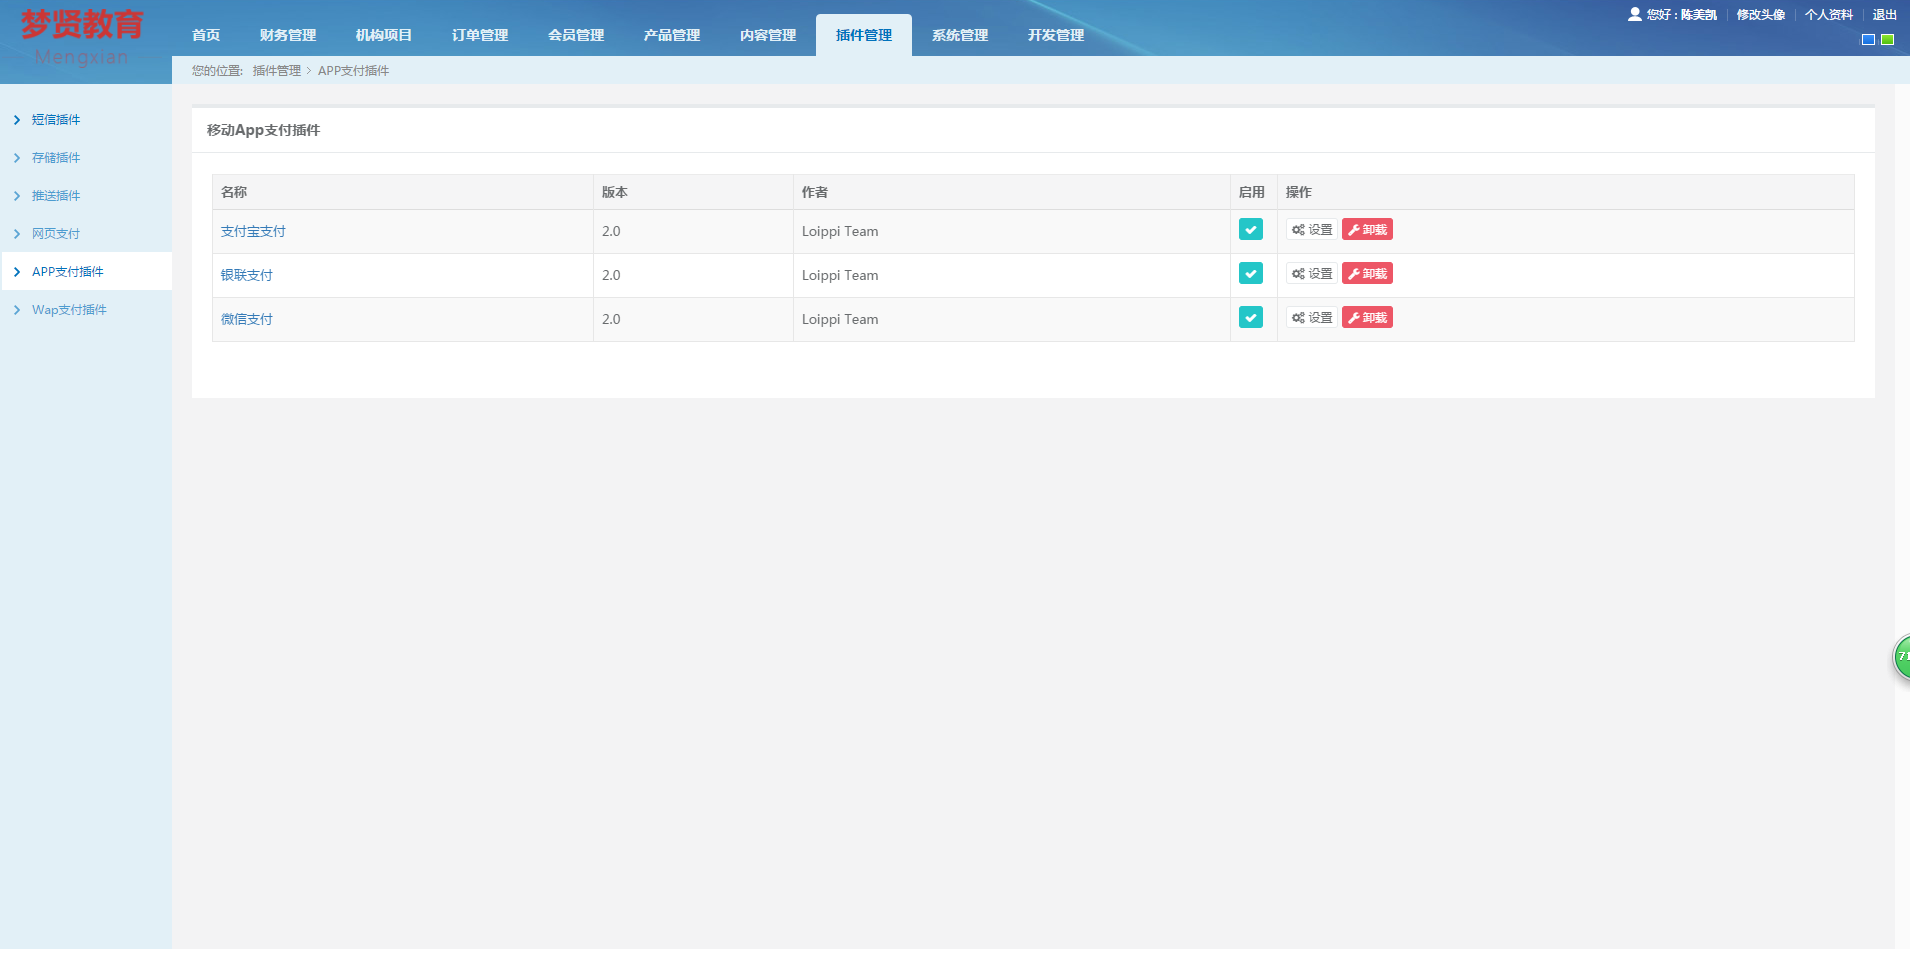 梦贤教育
Mengxian
首页 财务管理 机构项目 订单管理 会员管理 产品管理 内容管理 插件管理 系统管理 开发管理
您好 : 陈美凯 修改头像 个人资料 退出
您的位置: 插件管理 > APP支付插件
短信插件
存储插件
推送插件
网页支付
APP支付插件
Wap支付插件
移动App支付插件
名称 版本 作者 启用 操作
支付宝支付 2.0 Loippi Team 设置 卸载
银联支付 2.0 Loippi Team 设置 卸载
微信支付 2.0 Loippi Team 设置 卸载